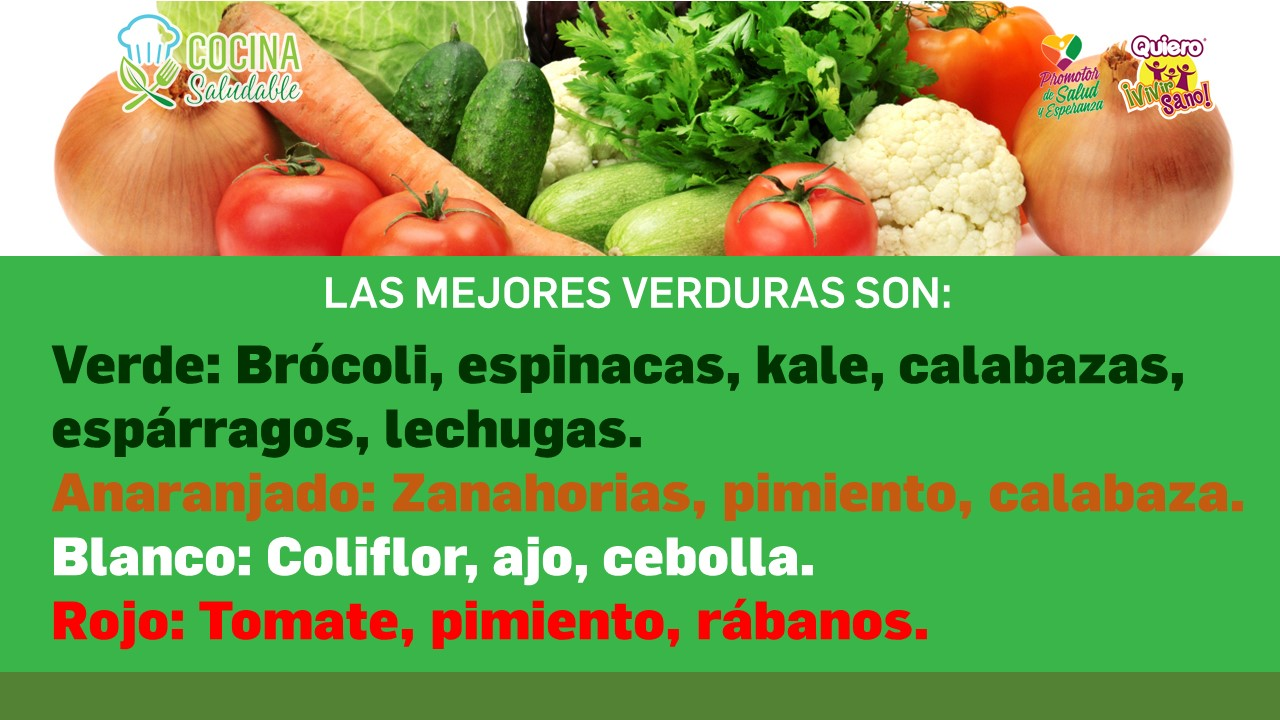 COCINA
Saludable
Promotor
de Salud
y Esperanza
Quiero
¡Vivir
Sano!
LAS MEJORES VERDURAS SON:
Verde: Brócoli, espinacas, kale, calabazas,
espárragos, lechugas.
Anaranjado: Zanahorias, pimiento, calabaza.
Blanco: Coliflor, ajo, cebolla.
Rojo: Tomate, pimiento, rábanos.